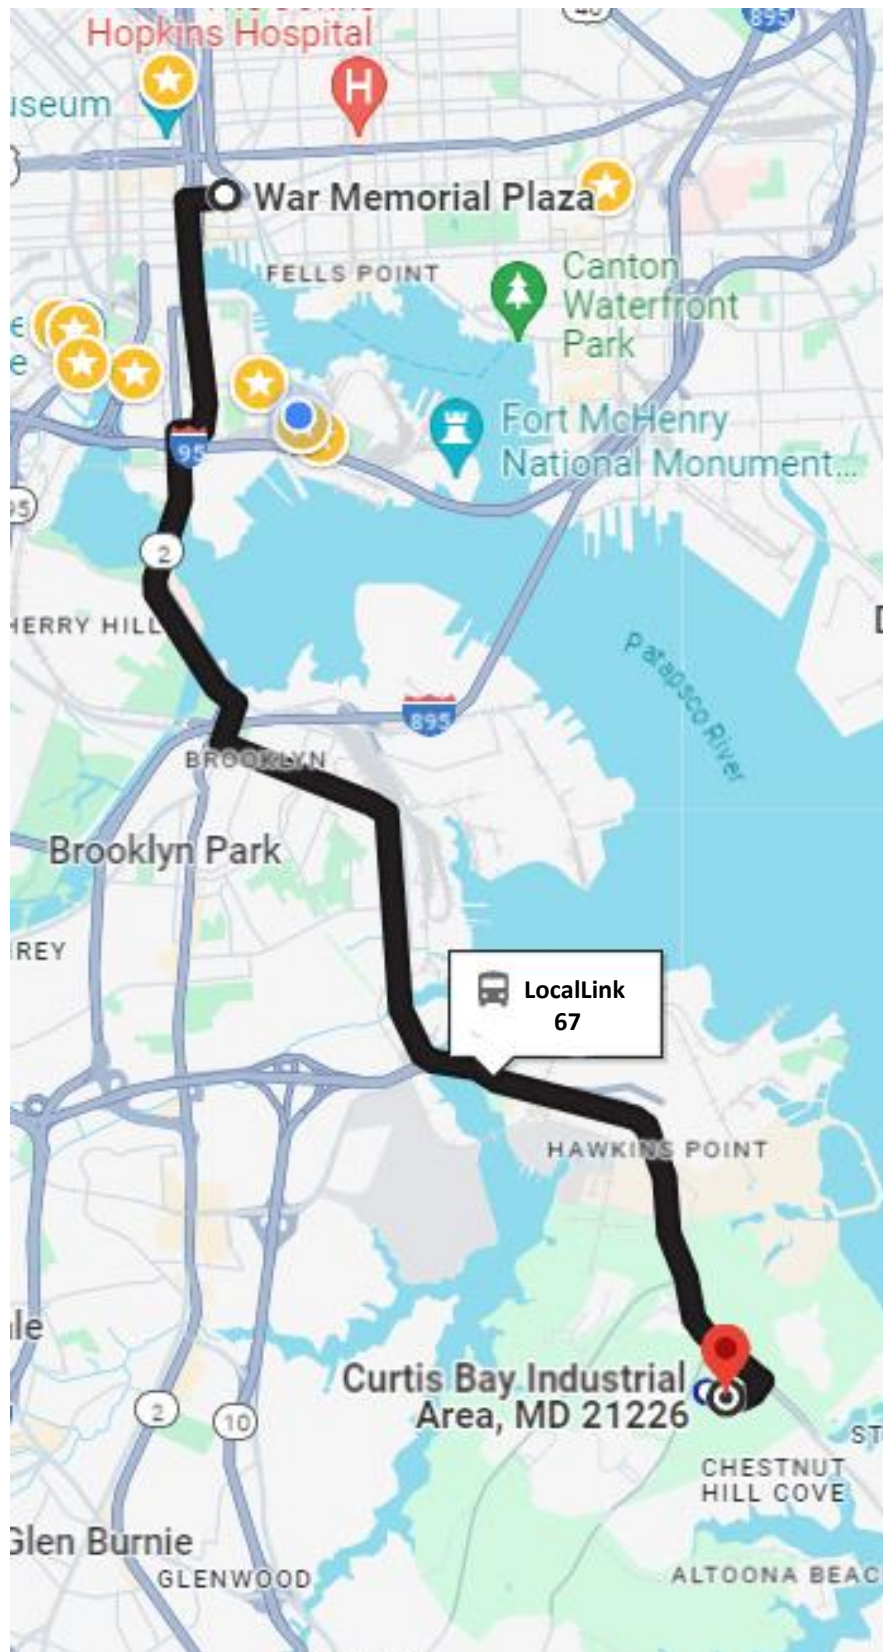 Hopkins Hospital
895
H
useum
War Memorial Plaza
FELLS POINT
Canton
Waterfront
Park
e
e
Fort McHenry
National Monument...
95
95
2
HERRY HILL
Patapsco River
895
BROOKLYN
Brooklyn Park
REY
LocalLink
67
HAWKINS POINT
le
Curtis Bay Industrial
Area, MD 21226
2
10
ST
CHESTNUT
HILL COVE
Glen Burnie
GLENWOOD
ALTOONA BEAC